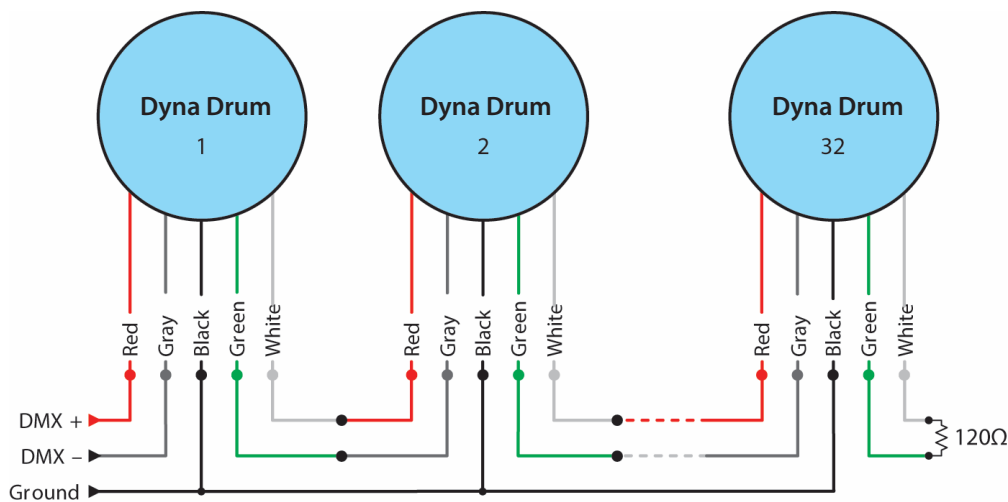 Dyna Drum
1
Dyna Drum
2
Dyna Drum
32
Red
Gray
Black
Green
White
Red
Gray
Black
Green
White
Red
Gray
Black
Green
White
DMX +
DMX –
Ground
120Ω